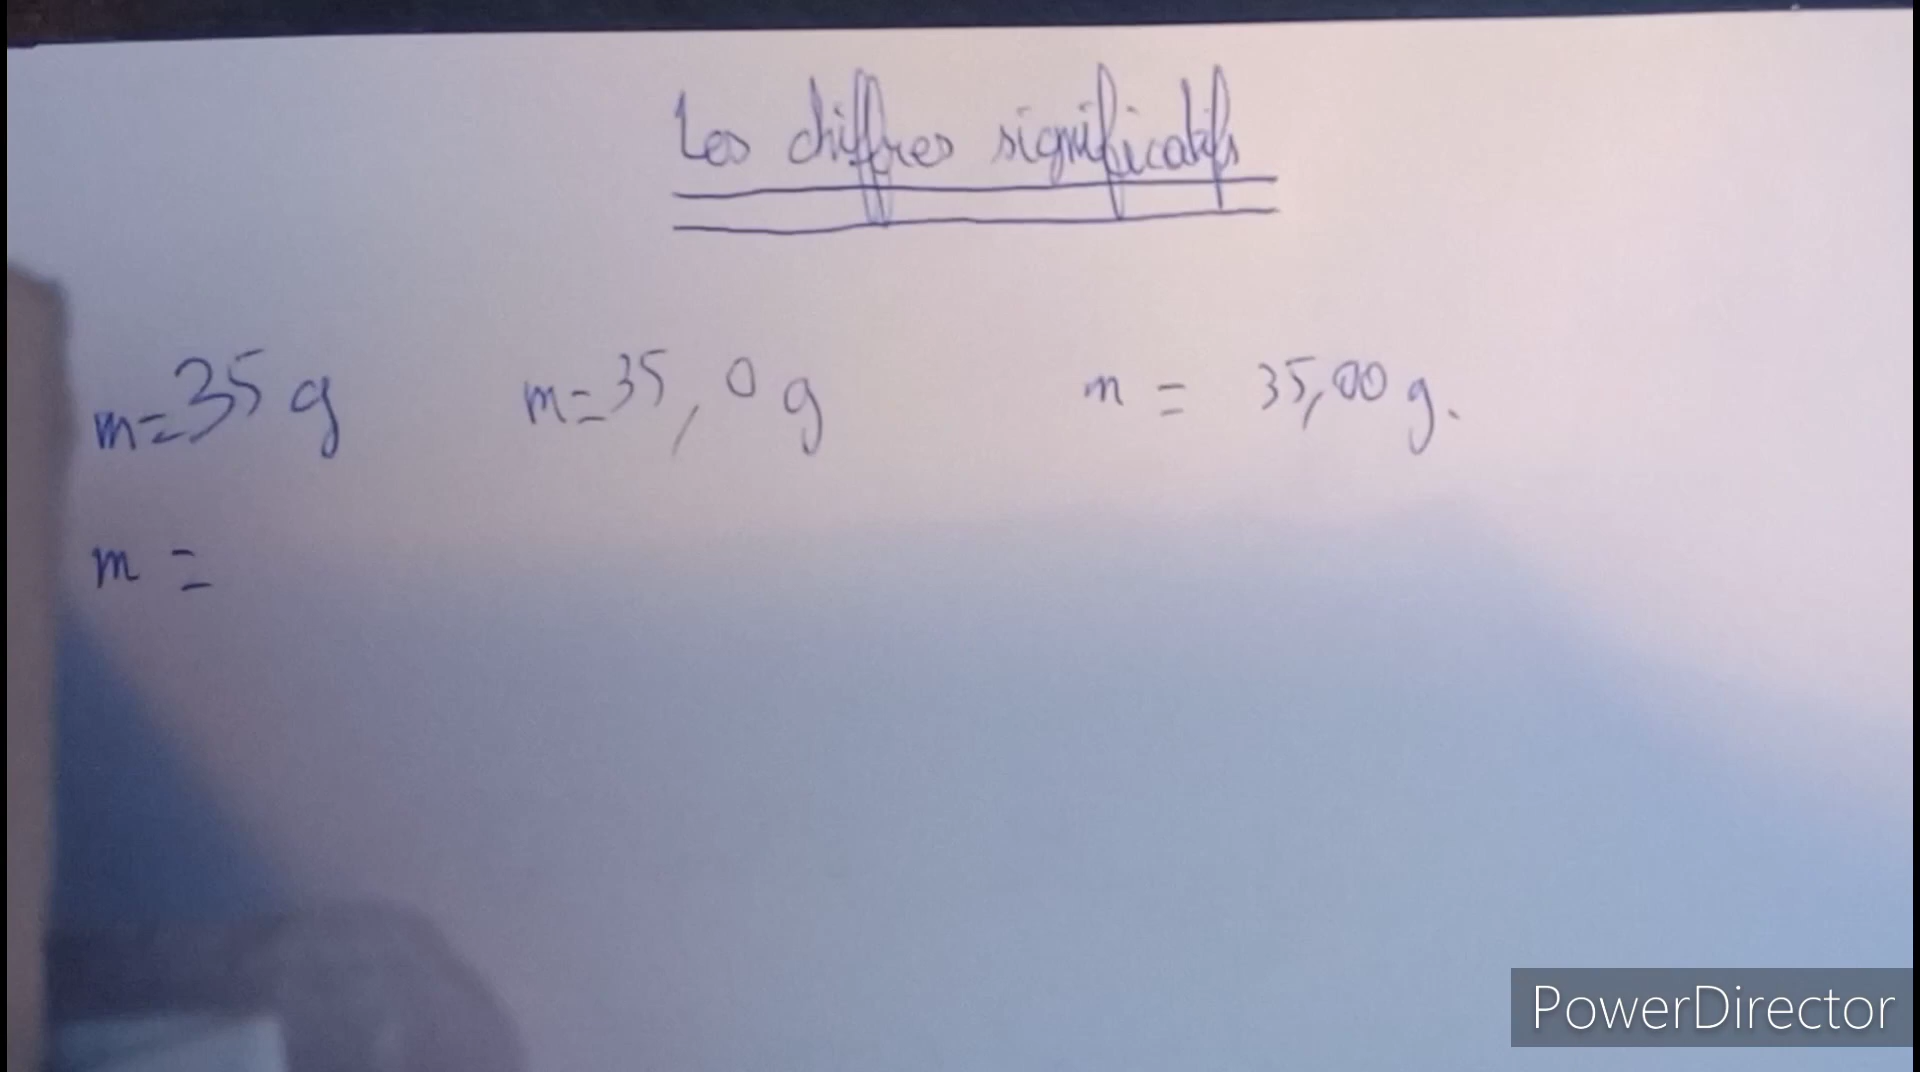 Les chiffres significatifs
m=35 g m=35,0 g m = 35,00 g.
m =
PowerDirector